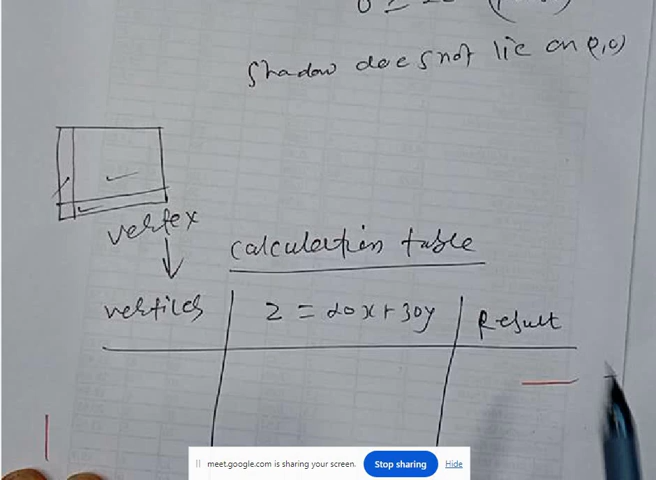 shadow does not lie on (0,0)
vertex
calculation table
vertices Z = 20x + 30y Result
meet.google.com is sharing your screen. Stop sharing Hide